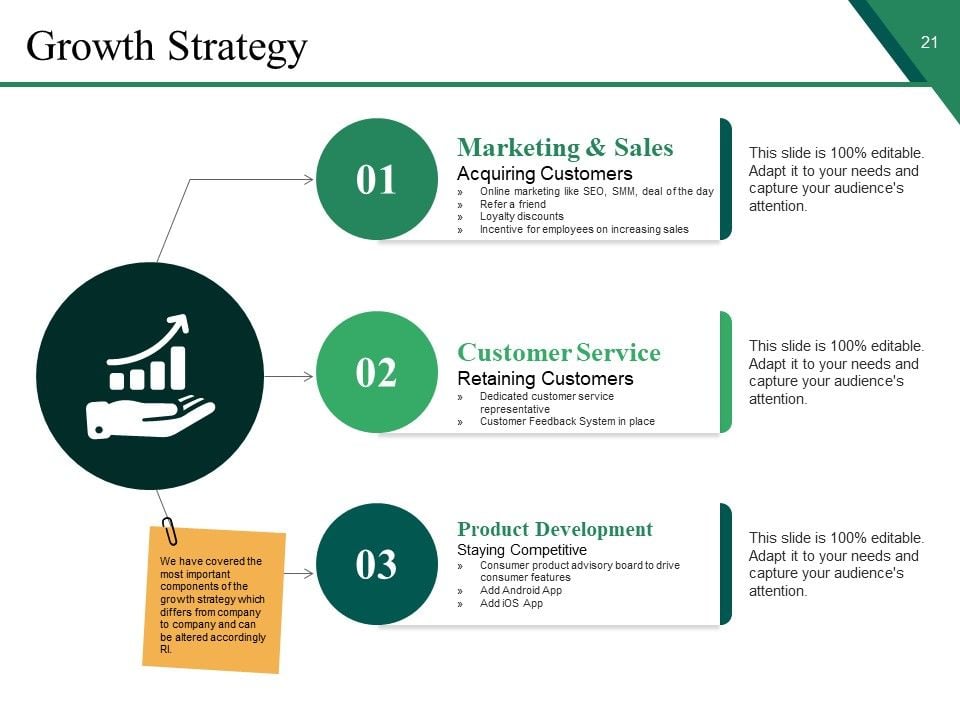 Growth Strategy
21
01
Marketing & Sales
Acquiring Customers
» Online marketing like SEO, SMM, deal of the day
» Refer a friend
» Loyalty discounts
» Incentive for employees on increasing sales
This slide is 100% editable.
Adapt it to your needs and
capture your audience's
attention.
02
Customer Service
Retaining Customers
» Dedicated customer service
representative
» Customer Feedback System in place
This slide is 100% editable.
Adapt it to your needs and
capture your audience's
attention.
03
Product Development
Staying Competitive
» Consumer product advisory board to drive
consumer features
» Add Android App
» Add iOS App
This slide is 100% editable.
Adapt it to your needs and
capture your audience's
attention.
We have covered the
most important
components of the
growth strategy which
differs from company
to company and can
be altered accordingly
RI.